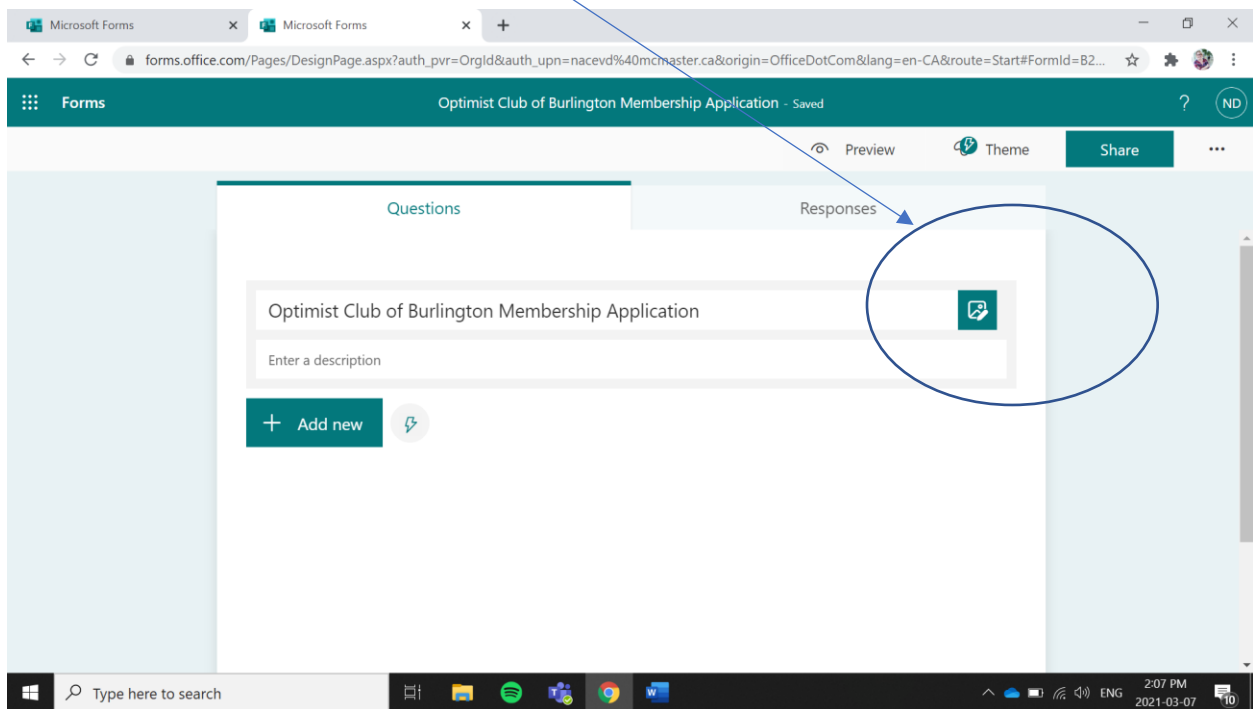 Microsoft Forms
Microsoft Forms
forms.office.com/Pages/DesignPage.aspx?auth_pvr=OrgId&auth_upn=nacevd%40mcmaster.ca&origin=OfficeDotCom&lang=en-CA&route=Start#FormId=B2...
Forms
Optimist Club of Burlington Membership Application - Saved
? ND
Preview
Theme
Share
Questions
Responses
Optimist Club of Burlington Membership Application
Enter a description
+ Add new
Type here to search
W
ENG
2:07 PM
2021-03-07
10